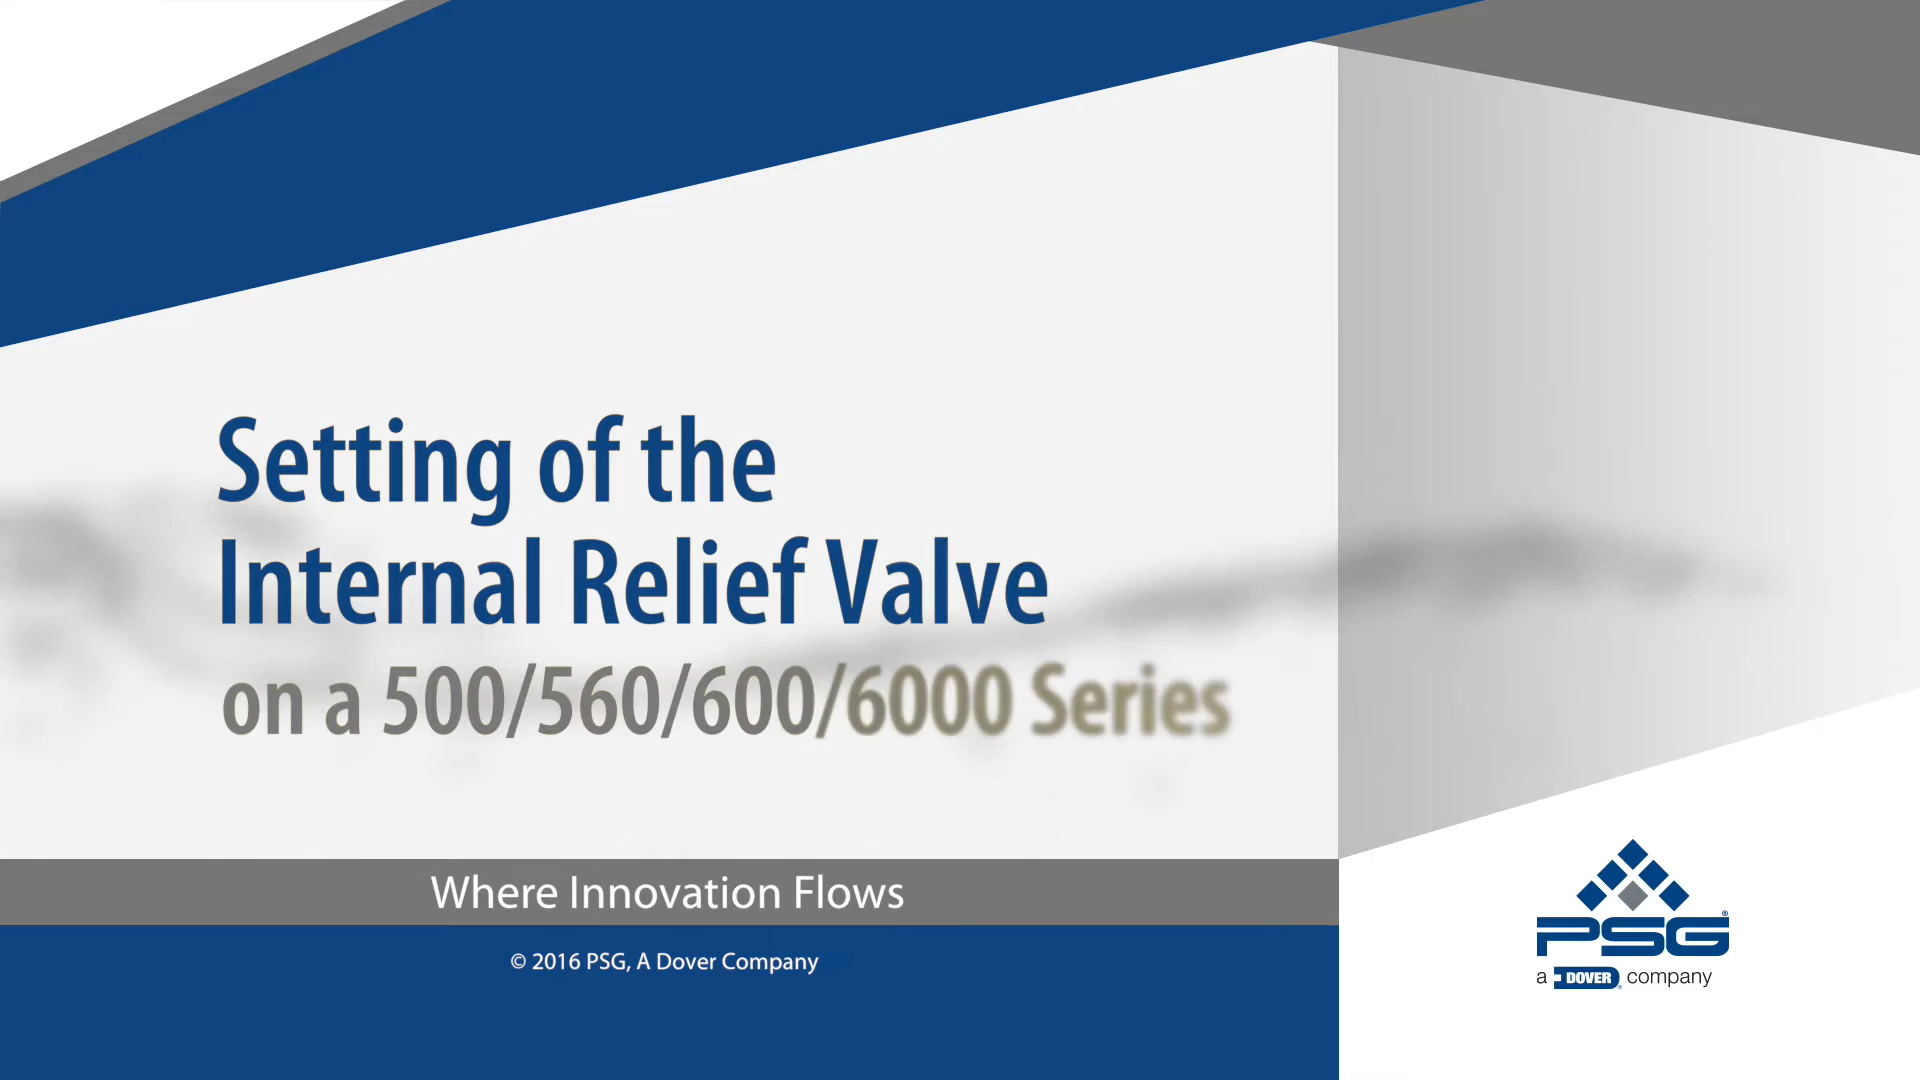 Setting of the
Internal Relief Valve
on a 500/560/600/6000 Series
Where Innovation Flows
© 2016 PSG, A Dover Company
PSG®
a DOVER company